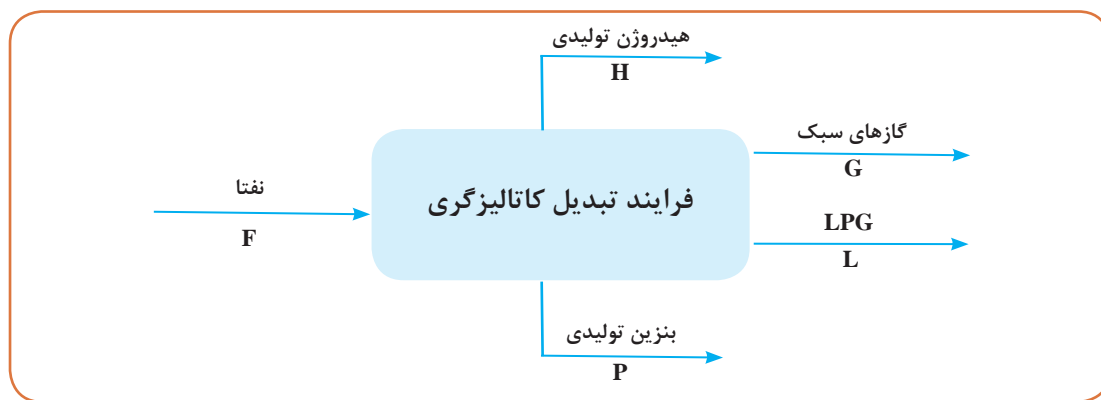 هیدروژن تولیدی
H
گازهای سبک
G
نفتا
F
فرایند تبدیل کاتالیزگری
LPG
L
بنزین تولیدی
P